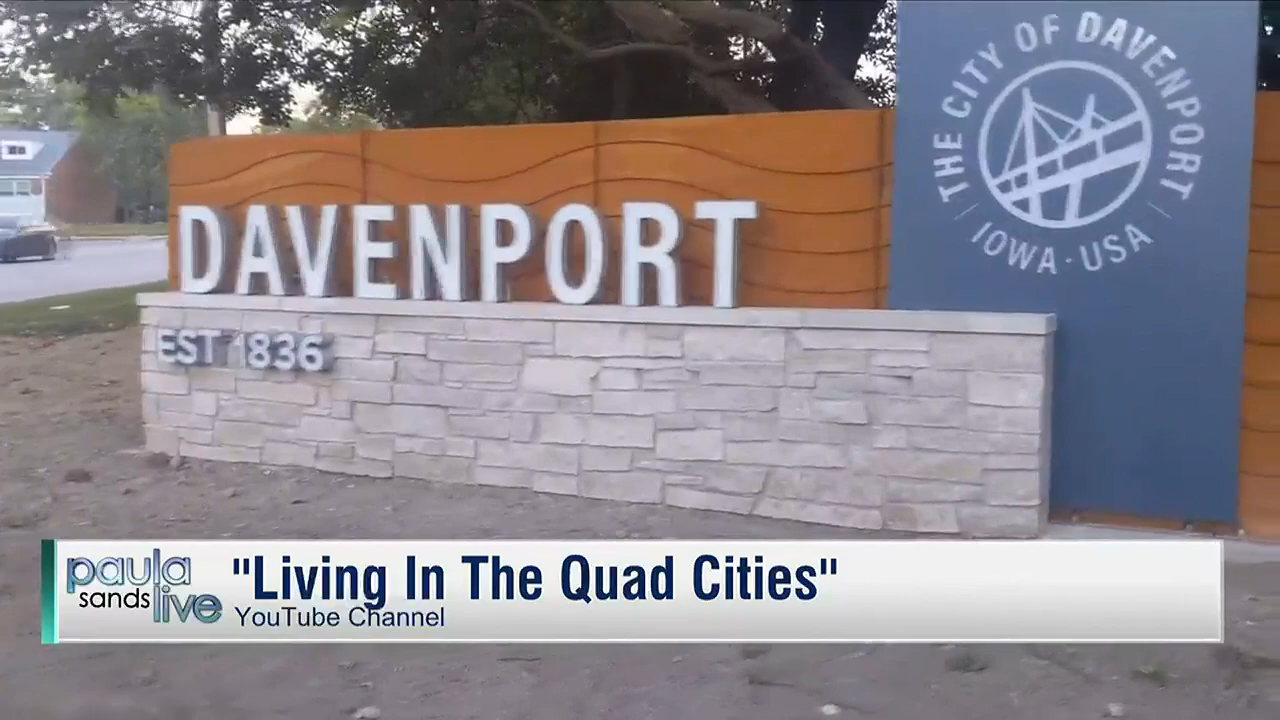 THE CITY OF DAVENPORT
IOWA · USA
DAVENPORT
EST 1836
paula
sands live
"Living In The Quad Cities"
YouTube Channel